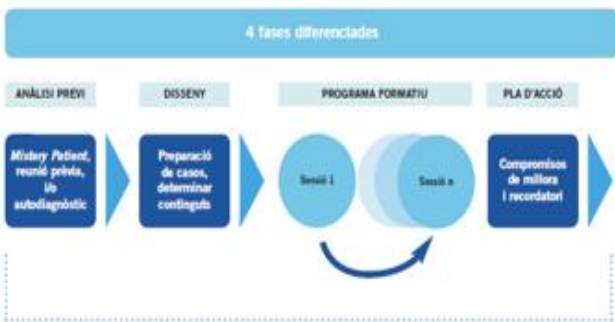 4 fases diferenciades
ANÀLISI PREVI
DISSENY
PROGRAMA FORMATIU
PLA D'ACCIÓ
Mistery Patient,
reunió prèvia,
i/o
autodiagnòstic
Preparació
de casos,
determinar
continguts
Sessió 1
Sessió n
Compromisos
de millora
i recordatori